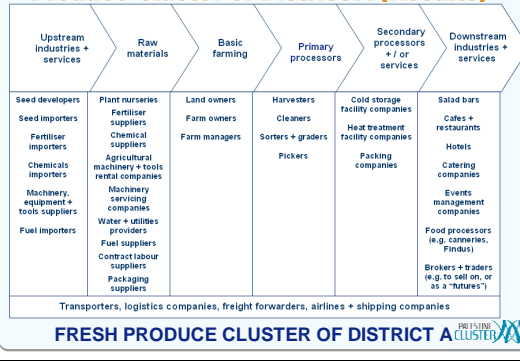 Upstream
industries +
services
Raw
materials
Basic
farming
Primary
processors
Secondary
processors
+ / or
services
Downstream
industries +
services
Seed developers
Seed importers
Fertiliser
importers
Chemicals
importers
Machinery,
equipment +
tools suppliers
Fuel importers
Plant nurseries
Fertiliser
suppliers
Chemical
suppliers
Agricultural
machinery + tools
rental companies
Machinery
servicing
companies
Water + utilities
providers
Fuel suppliers
Contract labour
suppliers
Packaging
suppliers
Land owners
Farm owners
Farm managers
Harvesters
Cleaners
Sorters + graders
Pickers
Cold storage
facility companies
Heat treatment
facility companies
Packing
companies
Salad bars
Cafes +
restaurants
Hotels
Catering
companies
Events
management
companies
Food processors
(e.g. canneries,
Findus)
Brokers + traders
(e.g. to sell on, or
as a “futures”)
Transporters, logistics companies, freight forwarders, airlines + shipping companies
FRESH PRODUCE CLUSTER OF DISTRICT A
PALESTINE
CLUSTER